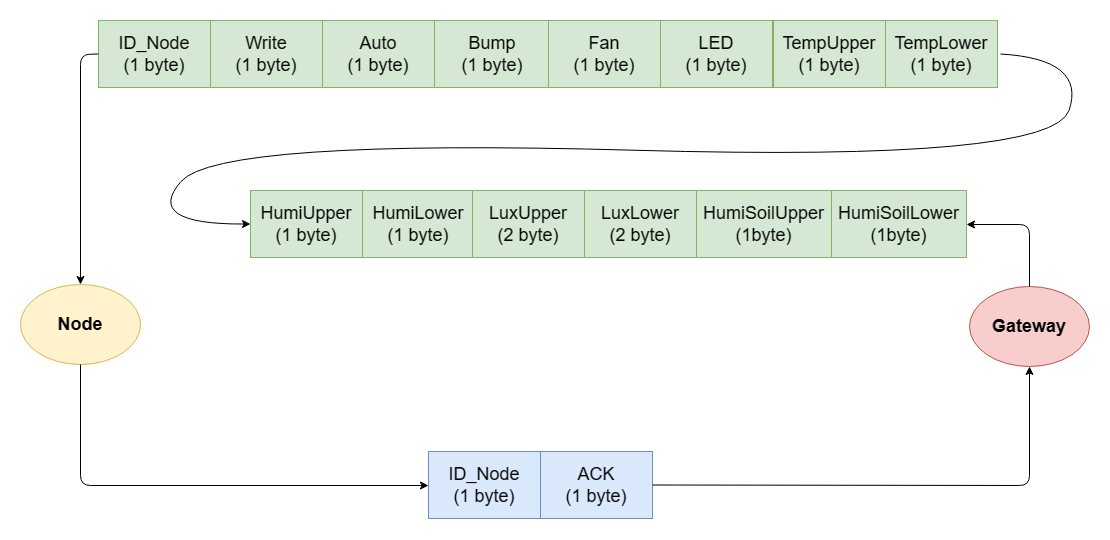 ID_Node Write Auto Bump Fan LED TempUpper TempLower
(1 byte) (1 byte) (1 byte) (1 byte) (1 byte) (1 byte) (1 byte) (1 byte)
HumiUpper HumiLower LuxUpper LuxLower HumiSoilUpper HumiSoilLower
(1 byte) (1 byte) (2 byte) (2 byte) (1byte) (1byte)
Node Gateway
ID_Node ACK
(1 byte) (1 byte)